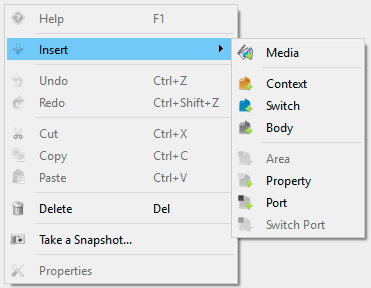 Help F1
Insert
Undo Ctrl+Z
Redo Ctrl+Shift+Z
Cut Ctrl+X
Copy Ctrl+C
Paste Ctrl+V
Delete Del
Take a Snapshot...
Properties
Media
Context
Switch
Body
Area
Property
Port
Switch Port